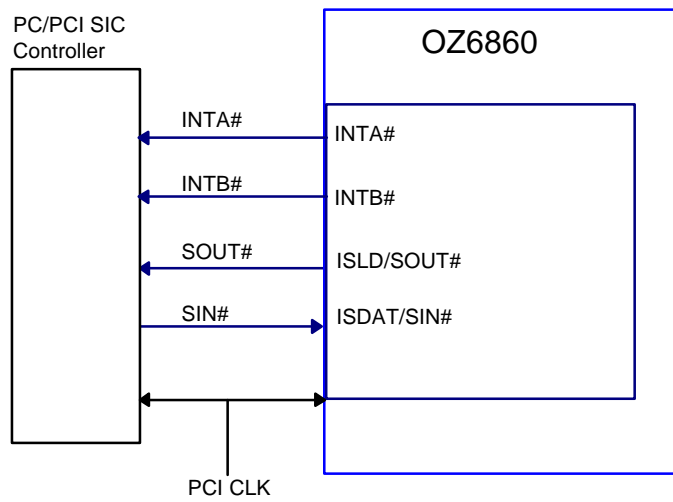 PC/PCI SIC
Controller
OZ6860
INTA#
INTA#
INTB#
INTB#
SOUT#
ISLD/SOUT#
SIN#
ISDAT/SIN#
PCI CLK